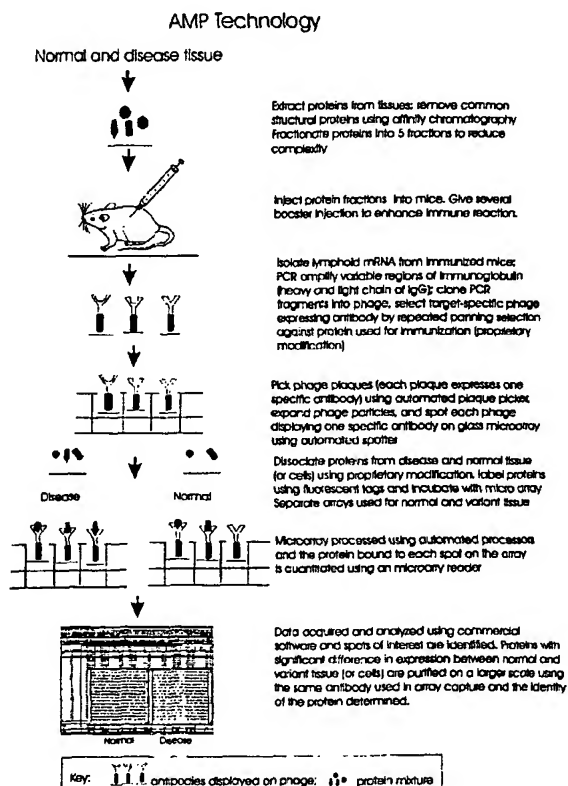 AMP Technology
Normal and disease tissue
Extract proteins from tissues; remove common
structural proteins using affinity chromatography
Fractionate proteins into 5 fractions to reduce
complexity
Inject protein fractions into mice. Give several
booster injection to enhance immune reaction.
Isolate lymphoid mRNA from immunized mice;
PCR amplify variable regions of immunoglobulin
(heavy and light chain of IgG); clone PCR
fragments into phage, select target-specific phage
expressing antibody by repeated panning selection
against protein used for immunization (proprietary
modification)
Pick phage plaques (each plaque expresses one
specific antibody) using automated plaque picker,
expand phage particles, and spot each phage
displaying one specific antibody on glass microarray
using automated spotter
Disease
Normal
Dissociate proteins from disease and normal tissue
(or cells) using proprietary modification, label proteins
using fluorescent tags and incubate with micro array
Separate arrays used for normal and variant tissue
Microarray processed using automated processors
and the protein bound to each spot on the array
is quantitated using an microarry reader
Data acquired and analyzed using commercial
software and spots of interest are identified. Proteins with
significant difference in expression between normal and
variant tissue (or cells) are purified on a larger scale using
the same antibody used in array capture and the identity
of the protein determined.
Normal Disease
Key: antibodies displayed on phage; protein mixture